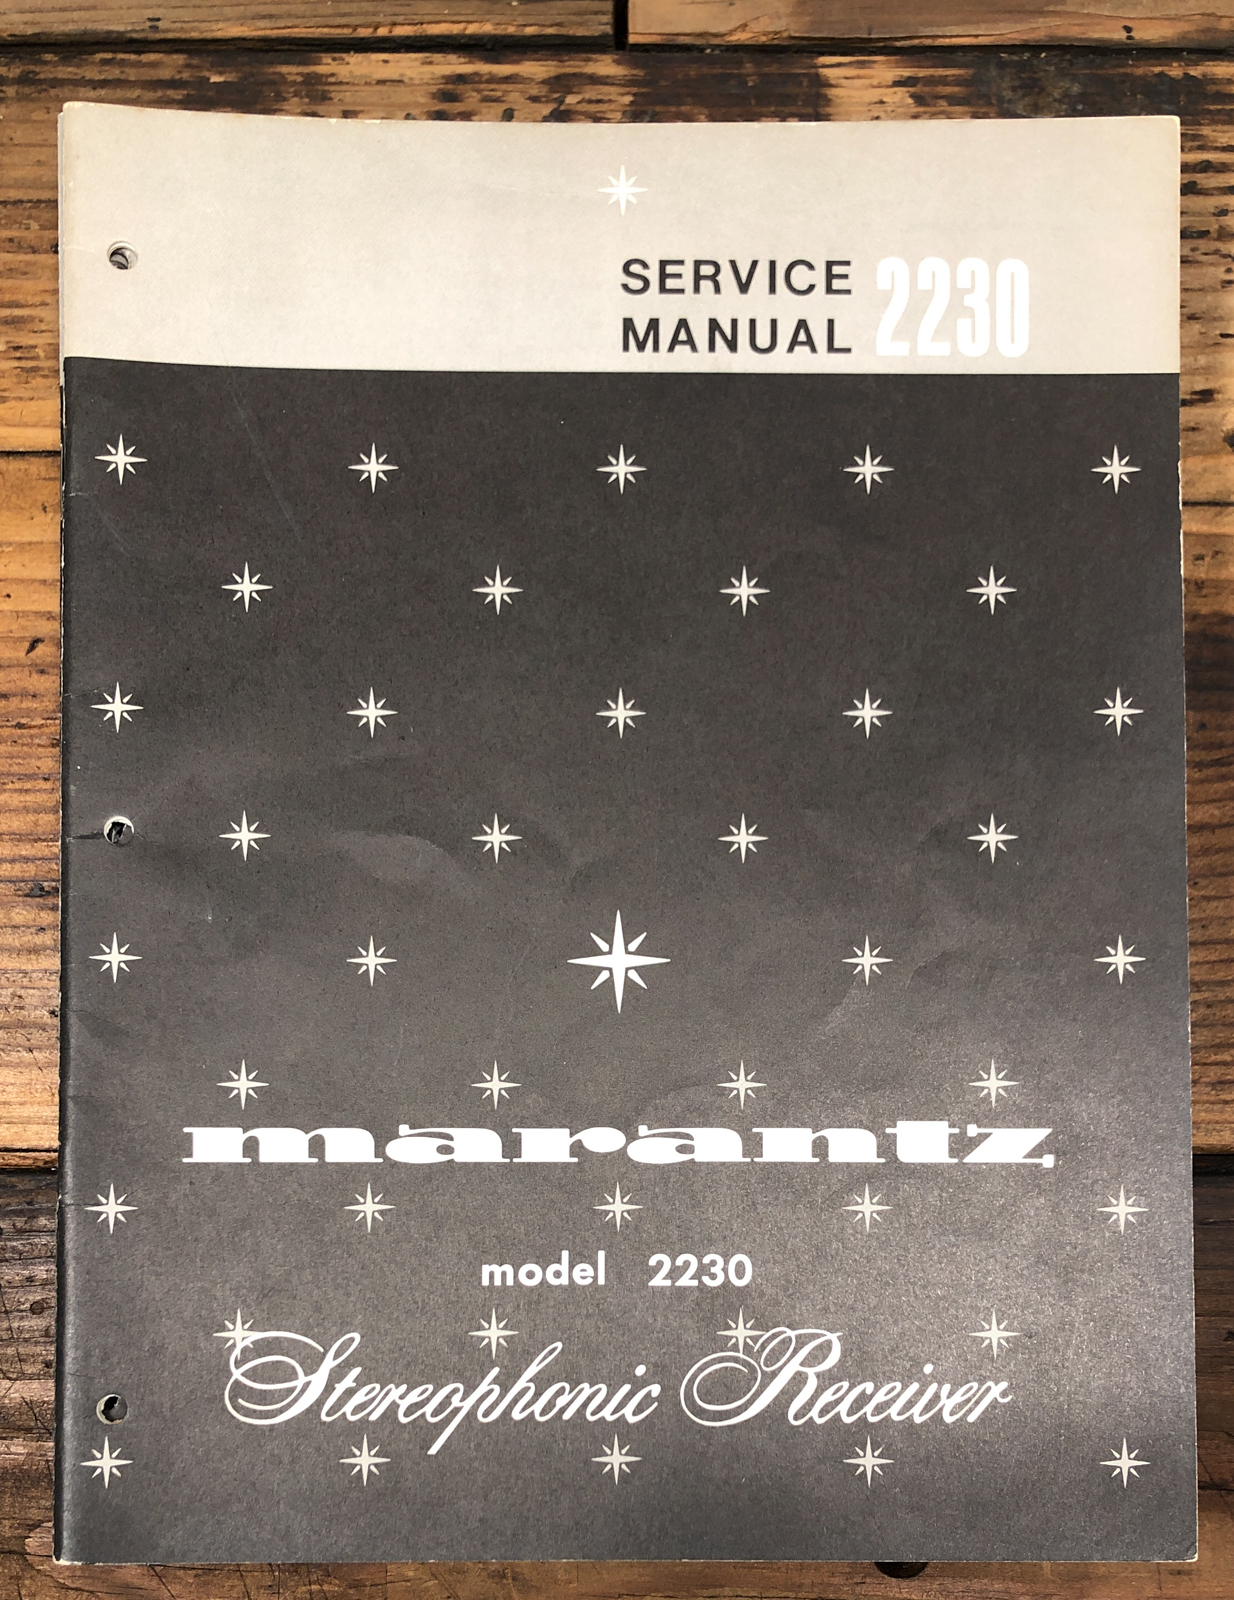 SERVICE 2230
MANUAL
marantz
model 2230
Stereophonic Receiver